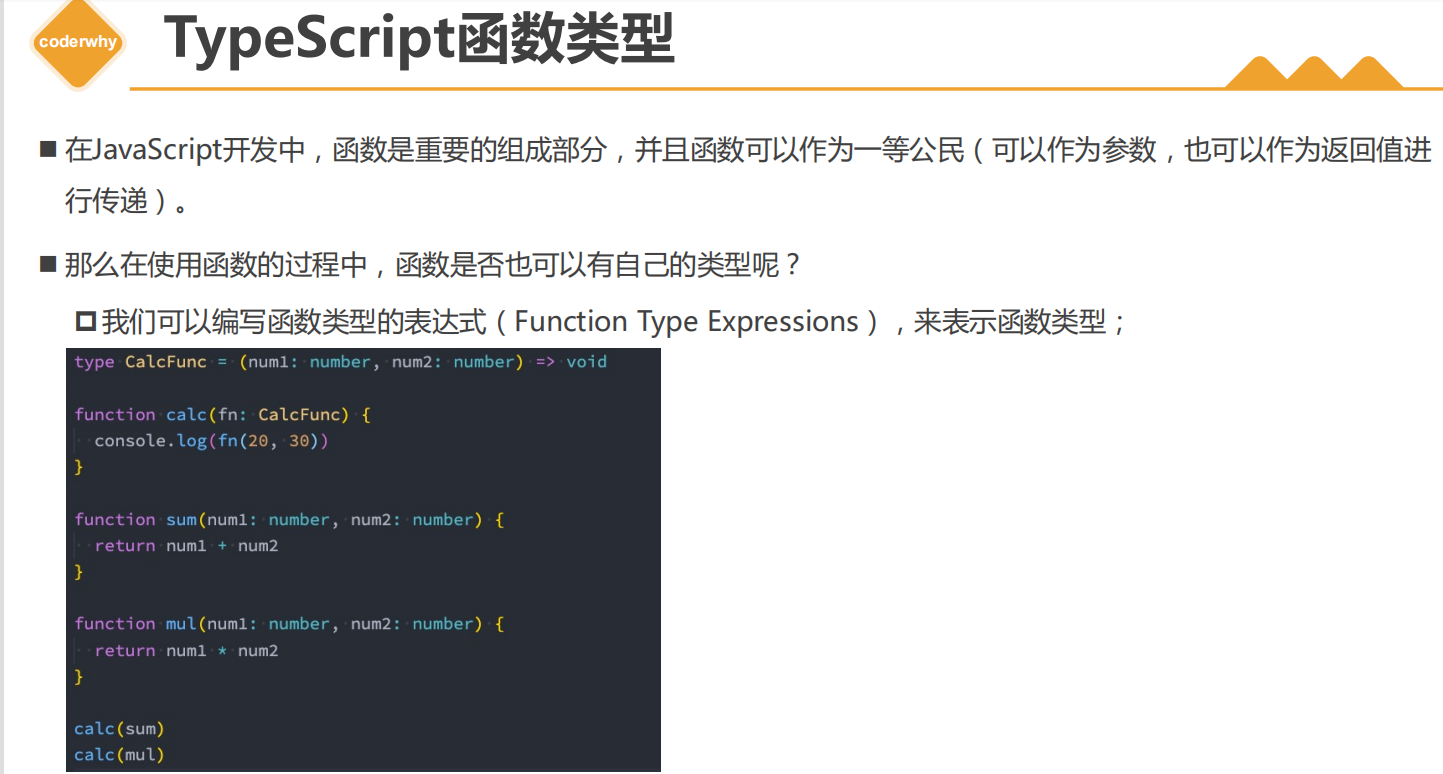 coderwhy
TypeScript函数类型
在JavaScript开发中，函数是重要的组成部分，并且函数可以作为一等公民（可以作为参数，也可以作为返回值进
行传递）。
那么在使用函数的过程中，函数是否也可以有自己的类型呢？
我们可以编写函数类型的表达式（Function Type Expressions），来表示函数类型；
type CalcFunc = (num1: number, num2: number) => void
function calc(fn: CalcFunc) {
  console.log(fn(20, 30))
}
function sum(num1: number, num2: number) {
  return num1 + num2
}
function mul(num1: number, num2: number) {
  return num1 * num2
}
calc(sum)
calc(mul)